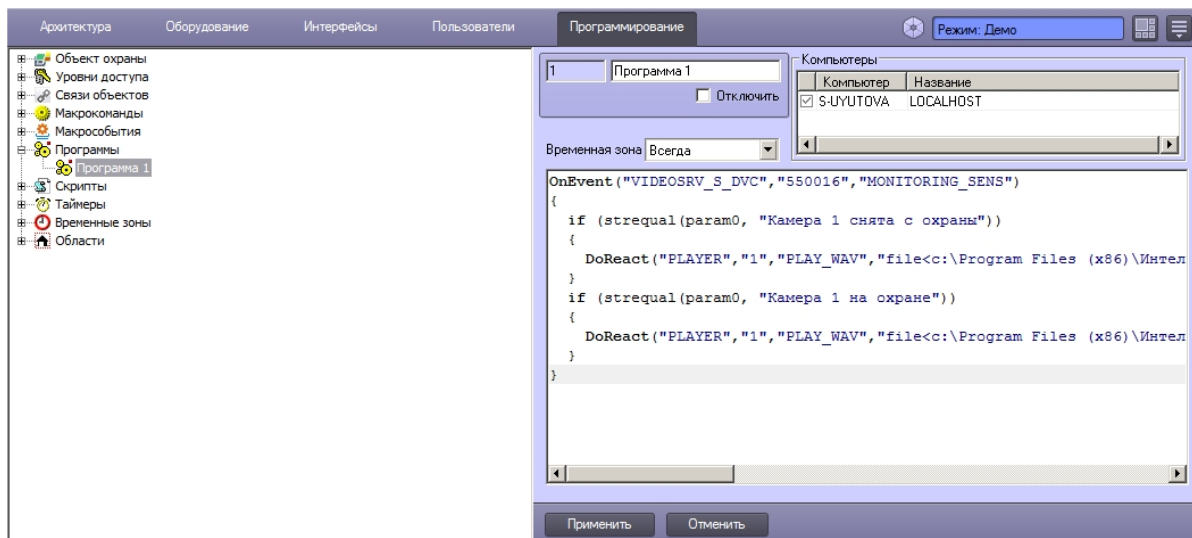 Архитектура Оборудование Интерфейсы Пользователи Программирование Режим: Демо
Объект охраны
Уровни доступа
Связи объектов
Макрокоманды
Макрособытия
Программы
Программа 1
Скрипты
Таймеры
Временные зоны
Области
1 Программа 1
Отключить
Компьютеры
Компьютер Название
S-UYUTOVA LOCALHOST
Временная зона Всегда
OnEvent("VIDEOSRV_S_DVC","550016","MONITORING_SENS")
{
if (strequal(param0, "Камера 1 снята с охраны"))
{
DoReact("PLAYER","1","PLAY_WAV","file<c:\Program Files (x86)\Интел
}
if (strequal(param0, "Камера 1 на охране"))
{
DoReact("PLAYER","1","PLAY_WAV","file<c:\Program Files (x86)\Интел
}
}
Применить Отменить